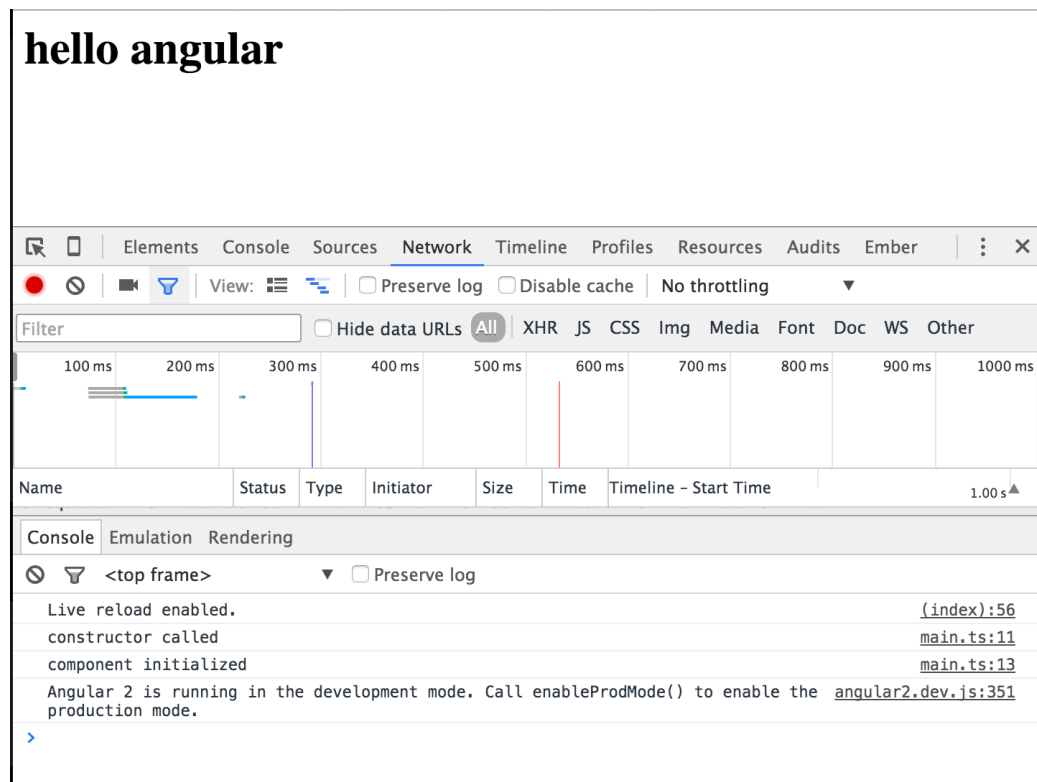 hello angular
Elements Console Sources Network Timeline Profiles Resources Audits Ember
View: Preserve log Disable cache No throttling
Filter Hide data URLs All XHR JS CSS Img Media Font Doc WS Other
100 ms 200 ms 300 ms 400 ms 500 ms 600 ms 700 ms 800 ms 900 ms 1000 ms
Name Status Type Initiator Size Time Timeline – Start Time 1.00 s
Console Emulation Rendering
<top frame> Preserve log
Live reload enabled. (index):56
constructor called main.ts:11
component initialized main.ts:13
Angular 2 is running in the development mode. Call enableProdMode() to enable the angular2.dev.js:351
production mode.